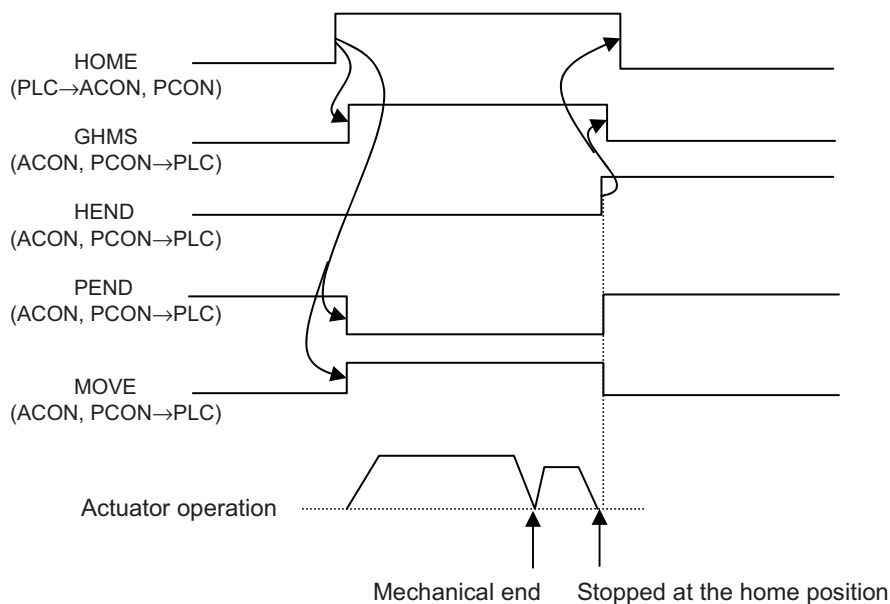 HOME
(PLC→ACON, PCON)
GHMS
(ACON, PCON→PLC)
HEND
(ACON, PCON→PLC)
PEND
(ACON, PCON→PLC)
MOVE
(ACON, PCON→PLC)
Actuator operation
Mechanical end
Stopped at the home position